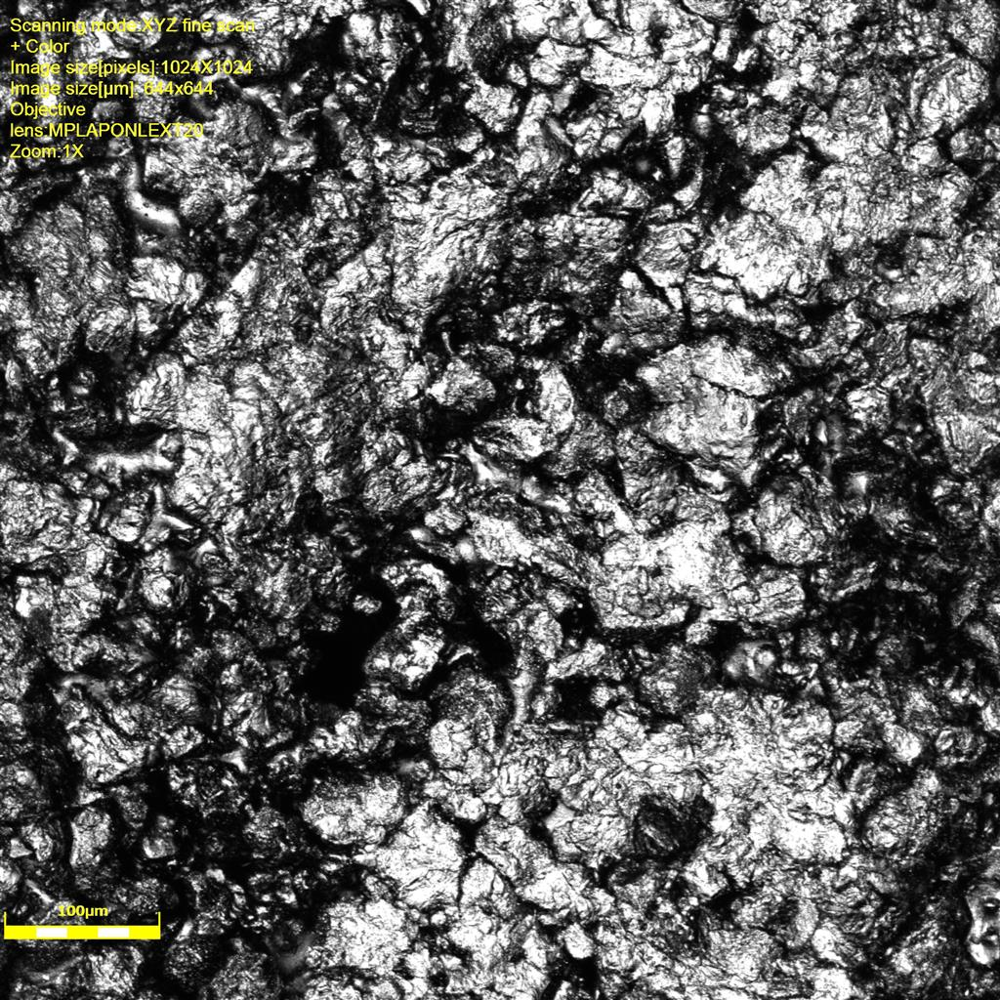 Scanning mode:XYZ fine scan
+ Color
Image size[pixels]:1024X1024
Image size[µm]: 644x644
Objective
lens:MPLAPONLEXT20
Zoom:1X
100µm